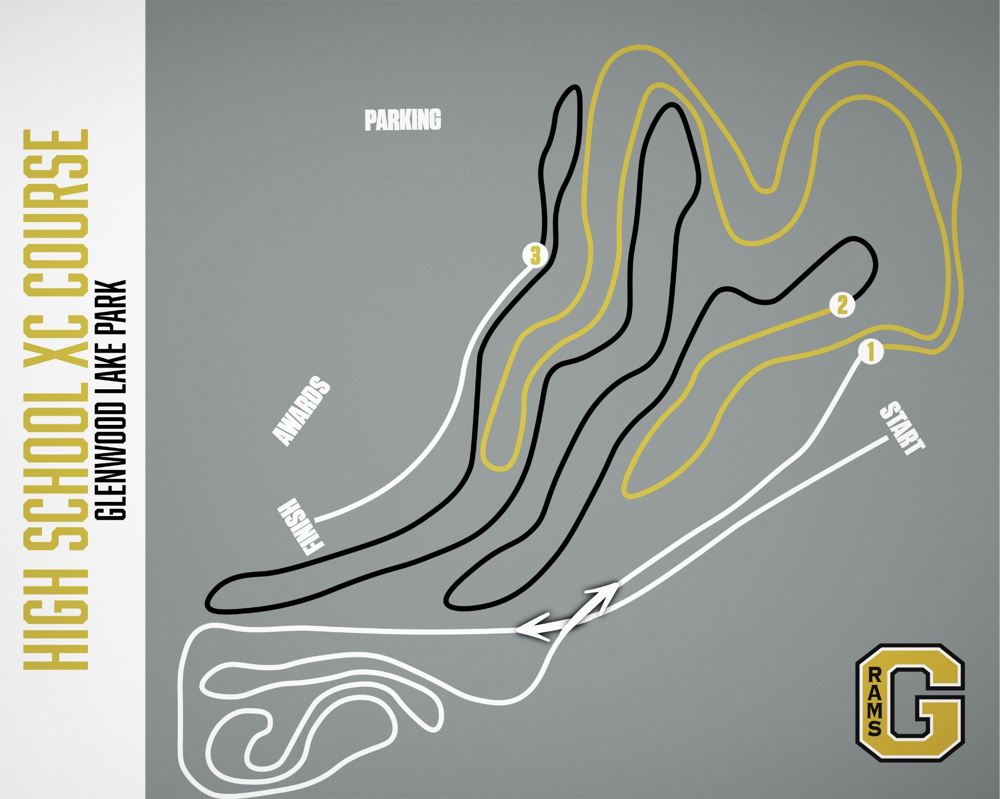 HIGH SCHOOL XC COURSE
GLENWOOD LAKE PARK
PARKING
3
2
1
AWARDS
START
FINISH
G
RAMS